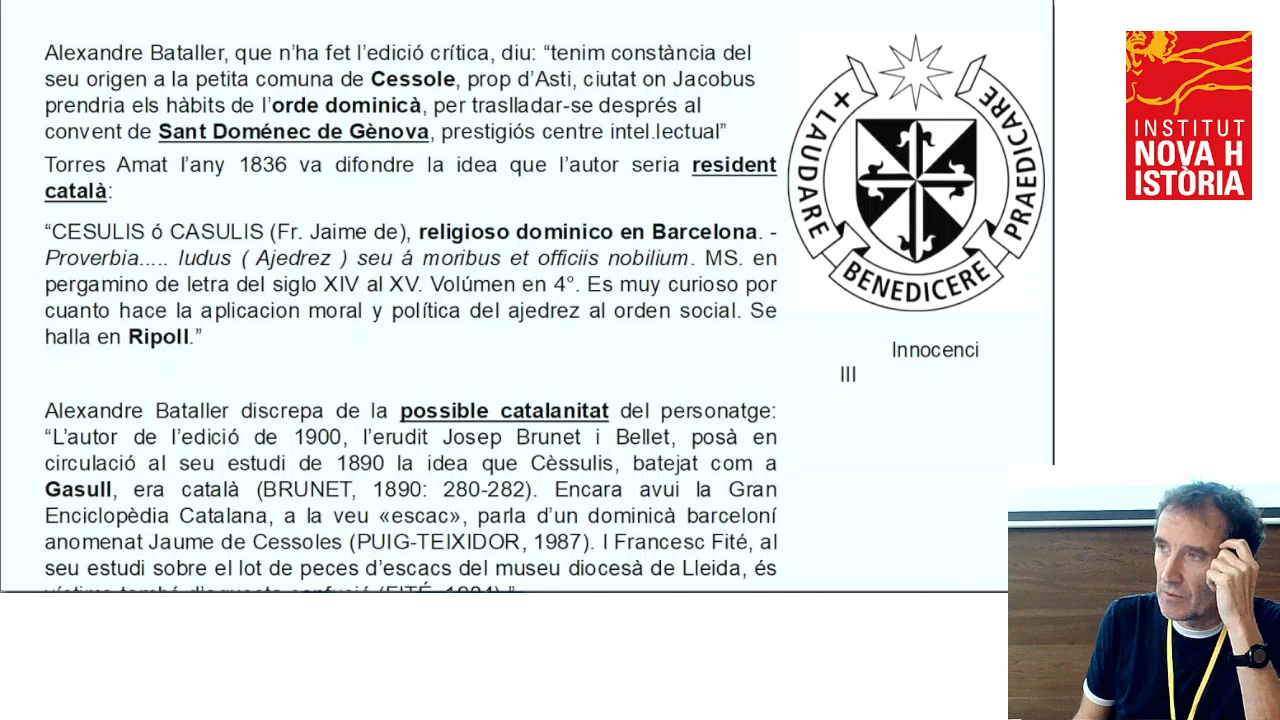 Alexandre Bataller, que n’ha fet l’edició crítica, diu: “tenim constància del
seu origen a la petita comuna de Cessole, prop d’Asti, ciutat on Jacobus
prendria els hàbits de l’orde dominicà, per traslladar-se després al
convent de Sant Doménec de Gènova, prestigiós centre intel.lectual”
Torres Amat l’any 1836 va difondre la idea que l’autor seria resident
català:
“CESULIS ó CASULIS (Fr. Jaime de), religioso dominico en Barcelona. -
Proverbia..... ludus ( Ajedrez ) seu á moribus et officiis nobilium. MS. en
pergamino de letra del siglo XIV al XV. Volúmen en 4°. Es muy curioso por
cuanto hace la aplicacion moral y política del ajedrez al orden social. Se
halla en Ripoll.”
Alexandre Bataller discrepa de la possible catalanitat del personatge:
“L’autor de l’edició de 1900, l’erudit Josep Brunet i Bellet, posà en
circulació al seu estudi de 1890 la idea que Cèssulis, batejat com a
Gasull, era català (BRUNET, 1890: 280-282). Encara avui la Gran
Enciclopèdia Catalana, a la veu «escac», parla d’un dominicà barceloní
anomenat Jaume de Cessoles (PUIG-TEIXIDOR, 1987). I Francesc Fité, al
seu estudi sobre el lot de peces d’escacs del museu diocesà de Lleida, és
LAUDARE
BENEDICERE
PRAEDICARE
Innocenci
III
INSTITUT
NOVA H
ISTÒRIA